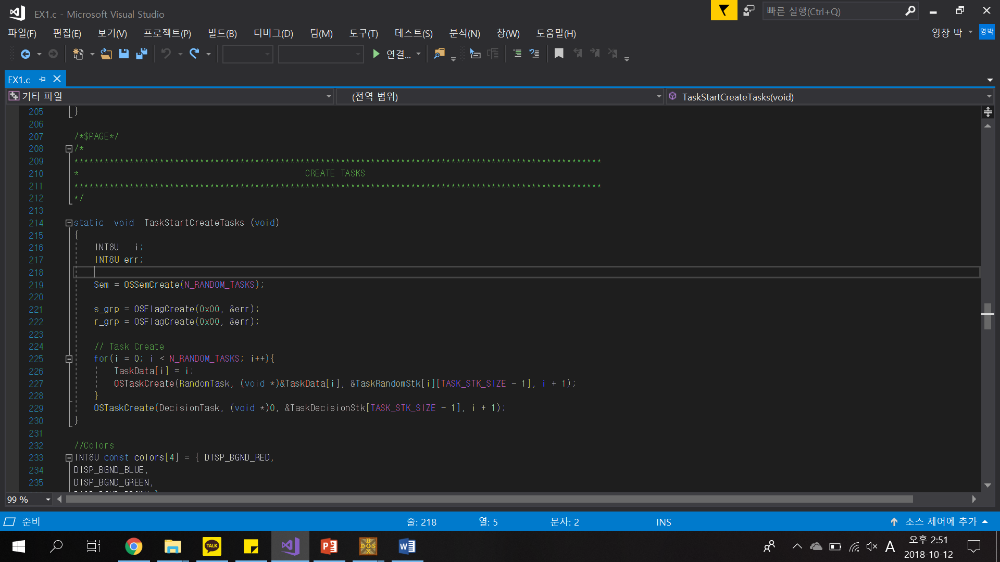 EX1.c - Microsoft Visual Studio
빠른 실행(Ctrl+Q)
파일(F) 편집(E) 보기(V) 프로젝트(P) 빌드(B) 디버그(D) 팀(M) 도구(T) 테스트(S) 분석(N) 창(W) 도움말(H)
영창 박 영박
연결...
EX1.c
기타 파일 (전역 범위) TaskStartCreateTasks(void)
205 }
206
207 /*$PAGE*/
208 /*
209 *********************************************************************************************************
210 * CREATE TASKS
211 *********************************************************************************************************
212 */
213
214 static void TaskStartCreateTasks (void)
215 {
216 INT8U i;
217 INT8U err;
218
219 Sem = OSSemCreate(N_RANDOM_TASKS);
220
221 s_grp = OSFlagCreate(0x00, &err);
222 r_grp = OSFlagCreate(0x00, &err);
223
224 // Task Create
225 for(i = 0; i < N_RANDOM_TASKS; i++){
226 TaskData[i] = i;
227 OSTaskCreate(RandomTask, (void *)&TaskData[i], &TaskRandomStk[i][TASK_STK_SIZE - 1], i + 1);
228 }
229 OSTaskCreate(DecisionTask, (void *)0, &TaskDecisionStk[TASK_STK_SIZE - 1], i + 1);
230 }
231
232 //Colors
233 INT8U const colors[4] = { DISP_BGND_RED,
234 DISP_BGND_BLUE,
235 DISP_BGND_GREEN,
99 %
준비 줄: 218 열: 5 문자: 2 INS 소스 제어에 추가
TALK
DOS BOX
A
오후 2:51
2018-10-12